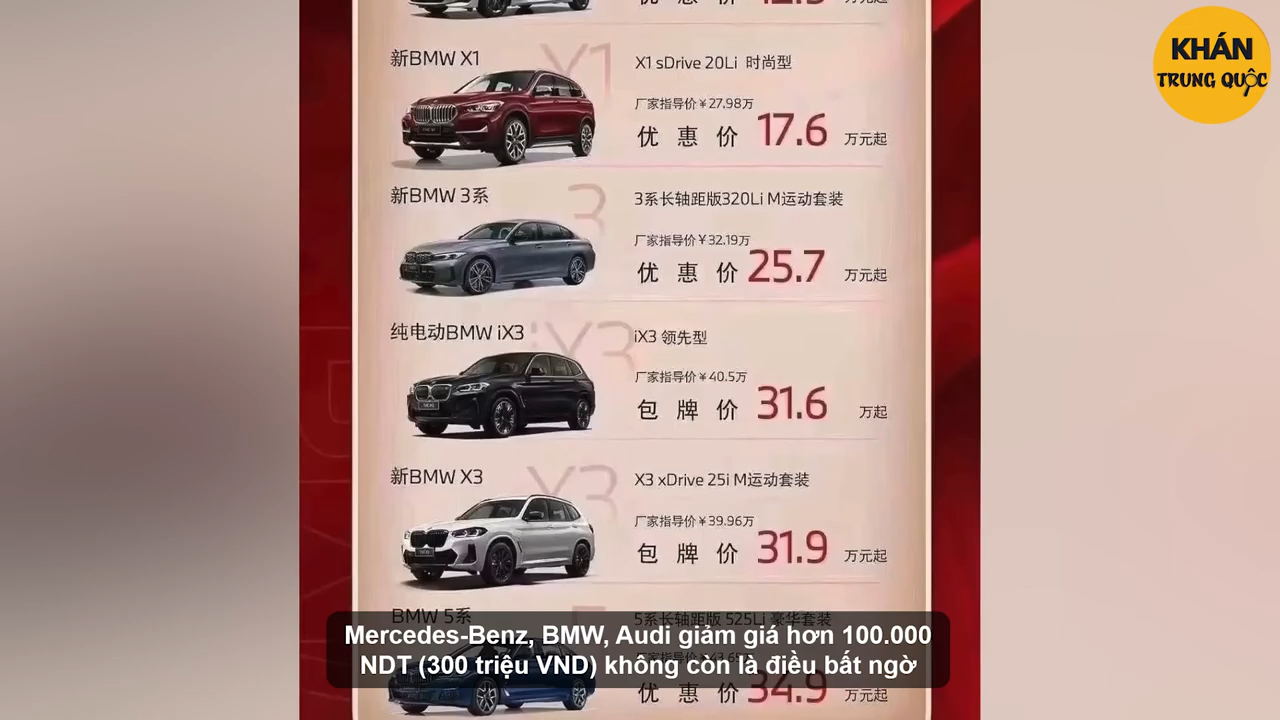 KHÁN
TRUNG QUỐC
新BMW X1
X1
X1 sDrive 20Li 时尚型
厂家指导价￥27.98万
优惠价 17.6 万元起
新BMW 3系
3
3系长轴距版320Li M运动套装
厂家指导价￥32.19万
优惠价 25.7 万元起
纯电动BMW iX3
iX3
iX3 领先型
厂家指导价￥40.5万
包牌价 31.6 万起
新BMW X3
X3
X3 xDrive 25i M运动套装
厂家指导价￥39.96万
包牌价 31.9 万元起
BMW 5系
5系长轴距版 525Li 豪华套装
Mercedes-Benz, BMW, Audi giảm giá hơn 100.000
NDT (300 triệu VND) không còn là điều bất ngờ
优惠价 34.9 万元起